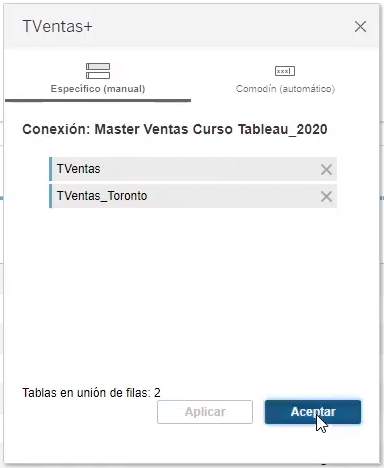 TVentas+
Específico (manual)
Comodín (automático)
Conexión: Master Ventas Curso Tableau_2020
TVentas
TVentas_Toronto
Tablas en unión de filas: 2
Aplicar
Aceptar